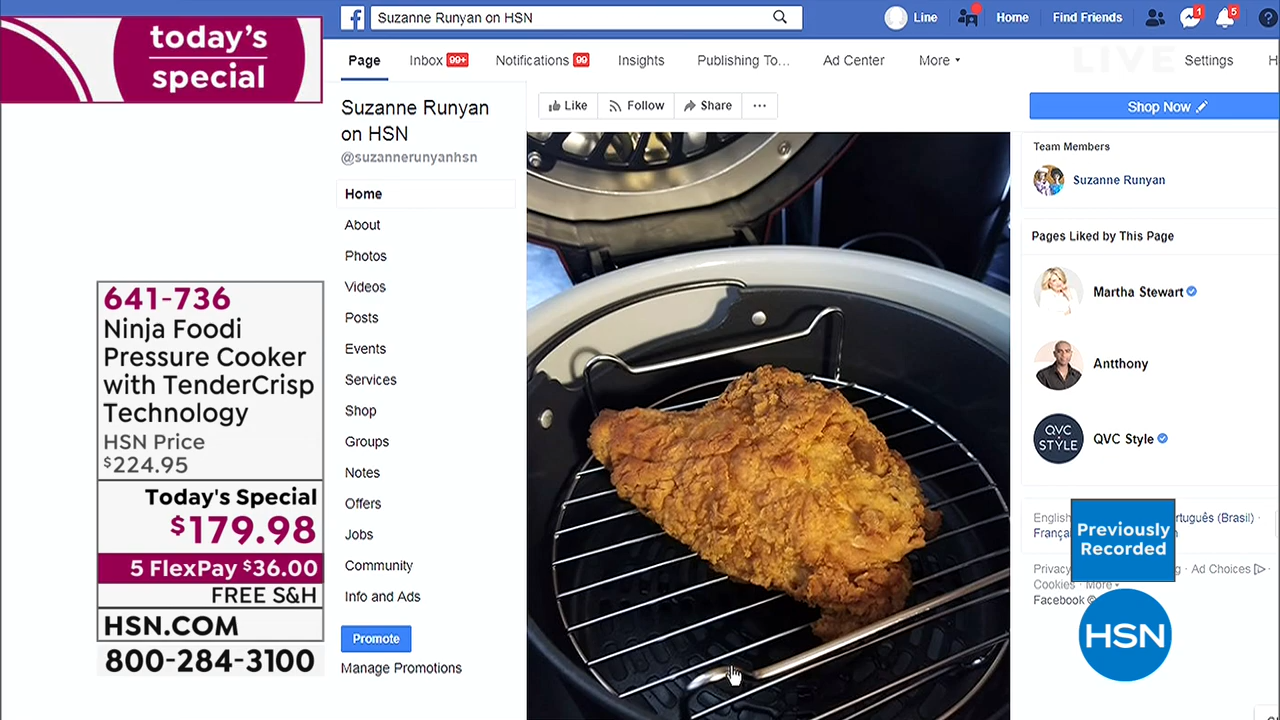 today's
special
641-736
Ninja Foodi
Pressure Cooker
with TenderCrisp
Technology
HSN Price
$224.95
Today's Special
$179.98
5 FlexPay $36.00
FREE S&H
HSN.COM
800-284-3100
f
Suzanne Runyan on HSN
Line
Home
Find Friends
1
5
?
Page
Inbox 99+
Notifications 99
Insights
Publishing To...
Ad Center
More
LIVE
Settings
H
Suzanne Runyan
on HSN
@suzannerunyanhsn
Home
About
Photos
Videos
Posts
Events
Services
Shop
Groups
Notes
Offers
Jobs
Community
Info and Ads
Promote
Manage Promotions
Like
Follow
Share
...
Shop Now
Team Members
Suzanne Runyan
Pages Liked by This Page
Martha Stewart
Antthony
QVC
STYLE
QVC Style
English
(Brasil) ·
Privacy
· Ad Choices
Cookies · More
Facebook ©
Previously
Recorded
HSN